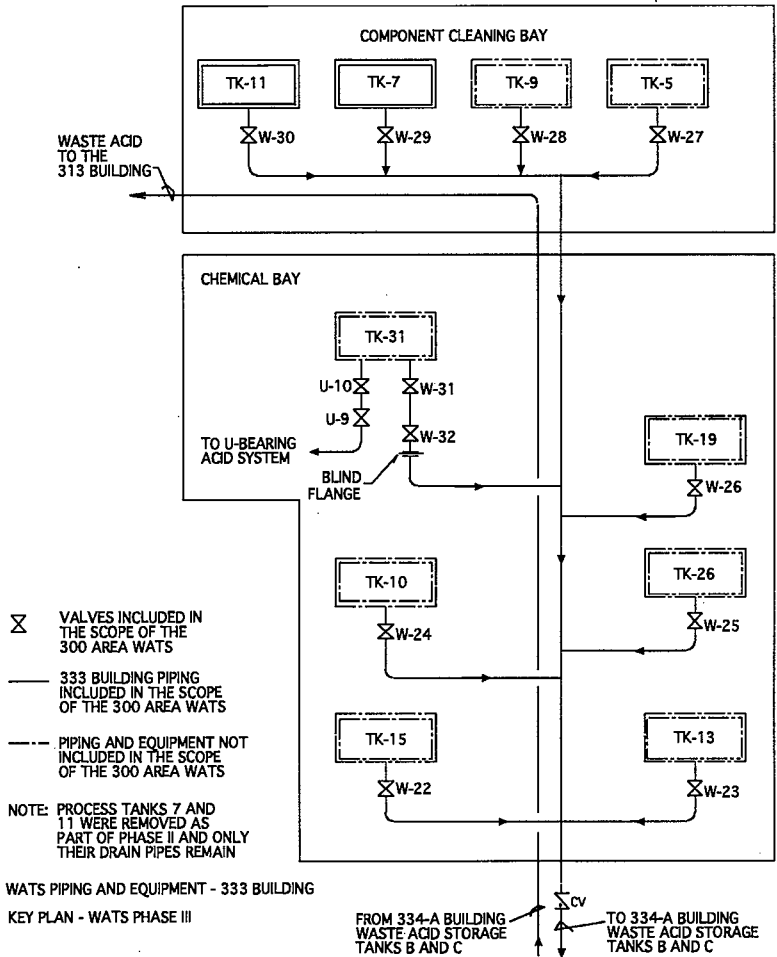 COMPONENT CLEANING BAY
TK-11
TK-7
TK-9
TK-5
W-30
W-29
W-28
W-27
WASTE ACID
TO THE
313 BUILDING
CHEMICAL BAY
TK-31
U-10
W-31
U-9
W-32
TO U-BEARING
ACID SYSTEM
BLIND
FLANGE
TK-19
W-26
TK-10
W-24
TK-26
W-25
TK-15
W-22
TK-13
W-23
VALVES INCLUDED IN
THE SCOPE OF THE
300 AREA WATS
333 BUILDING PIPING
INCLUDED IN THE SCOPE
OF THE 300 AREA WATS
PIPING AND EQUIPMENT NOT
INCLUDED IN THE SCOPE
OF THE 300 AREA WATS
NOTE: PROCESS TANKS 7 AND
11 WERE REMOVED AS
PART OF PHASE II AND ONLY
THEIR DRAIN PIPES REMAIN
WATS PIPING AND EQUIPMENT - 333 BUILDING
KEY PLAN - WATS PHASE III
CV
FROM 334-A BUILDING
WASTE ACID STORAGE
TANKS B AND C
TO 334-A BUILDING
WASTE ACID STORAGE
TANKS B AND C